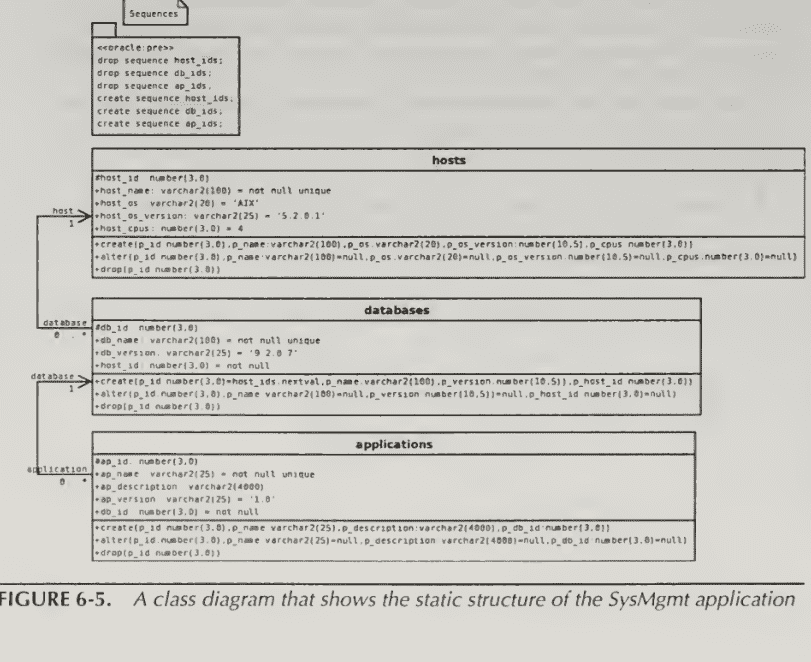 Sequences
<<oracle:pre>>
drop sequence host_ids;
drop sequence db_ids;
drop sequence ap_ids.
create sequence host_ids;
create sequence db_ids;
create sequence ap_ids;
hosts
#host_id number(3,0)
+host_name: varchar2(100) = not null unique
+host_os varchar2(20) = 'AIX'
+host_os_version: varchar2(25) = '5.2.0.1'
+host_cpus: number(3,0) = 4
+create(p_id number(3,0),p_name:varchar2(100),p_os.varchar2(20),p_os_version:number(10,5),p_cpus number(3,0))
+alter(p_id number(3,0),p_name:varchar2(100)=null,p_os.varchar2(20)=null,p_os_version number(10,5)=null,p_cpus.number(3,0)=null)
+drop(p_id number(3,0))
host
1
database
0 . *
databases
#db_id number(3,0)
+db_name: varchar2(100) = not null unique
+db_version. varchar2(25) = '9 2.0 7'
+host_id: number(3,0) = not null
+create(p_id number(3,0)=host_ids.nextval,p_name.varchar2(100),p_version.number(10,5)),p_host_id number(3,0))
+alter(p_id number(3,0),p_name varchar2(100)=null,p_version number(10,5))=null,p_host_id number(3,0)=null)
+drop(p_id number(3,0))
database
1
application
0 . *
applications
#ap_id. number(3,0)
+ap_name varchar2(25) = not null unique
+ap_description varchar2(4000)
+ap_version varchar2(25) = '1.0'
+db_id number(3,0) = not null
+create(p_id number(3,0),p_name varchar2(25),p_description:varchar2(4000),p_db_id:number(3,0))
+alter(p_id.number(3,0),p_name varchar2(25)=null,p_description varchar2(4000)=null,p_db_id number(3,0)=null)
+drop(p_id number(3,0))
FIGURE 6-5. A class diagram that shows the static structure of the SysMgmt application